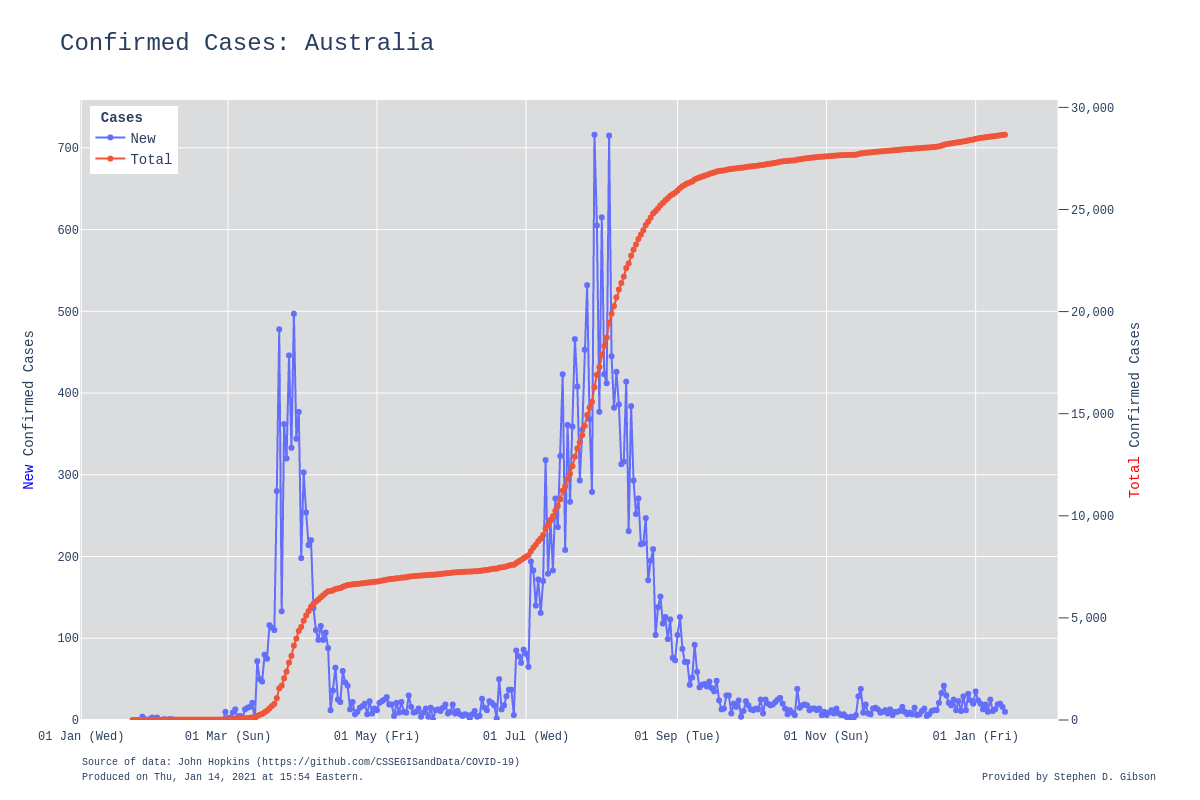 Confirmed Cases: Australia
Cases
New
Total
700
600
500
400
300
200
100
0
30,000
25,000
20,000
15,000
10,000
5,000
0
New Confirmed Cases
Total Confirmed Cases
01 Jan (Wed)
01 Mar (Sun)
01 May (Fri)
01 Jul (Wed)
01 Sep (Tue)
01 Nov (Sun)
01 Jan (Fri)
Source of data: John Hopkins (https://github.com/CSSEGISandData/COVID-19)
Produced on Thu, Jan 14, 2021 at 15:54 Eastern.
Provided by Stephen D. Gibson